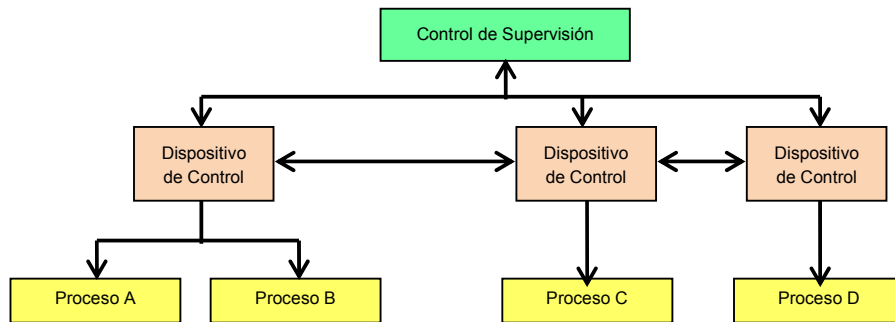 Control de Supervisión
Dispositivo
de Control
Dispositivo
de Control
Dispositivo
de Control
Proceso A
Proceso B
Proceso C
Proceso D